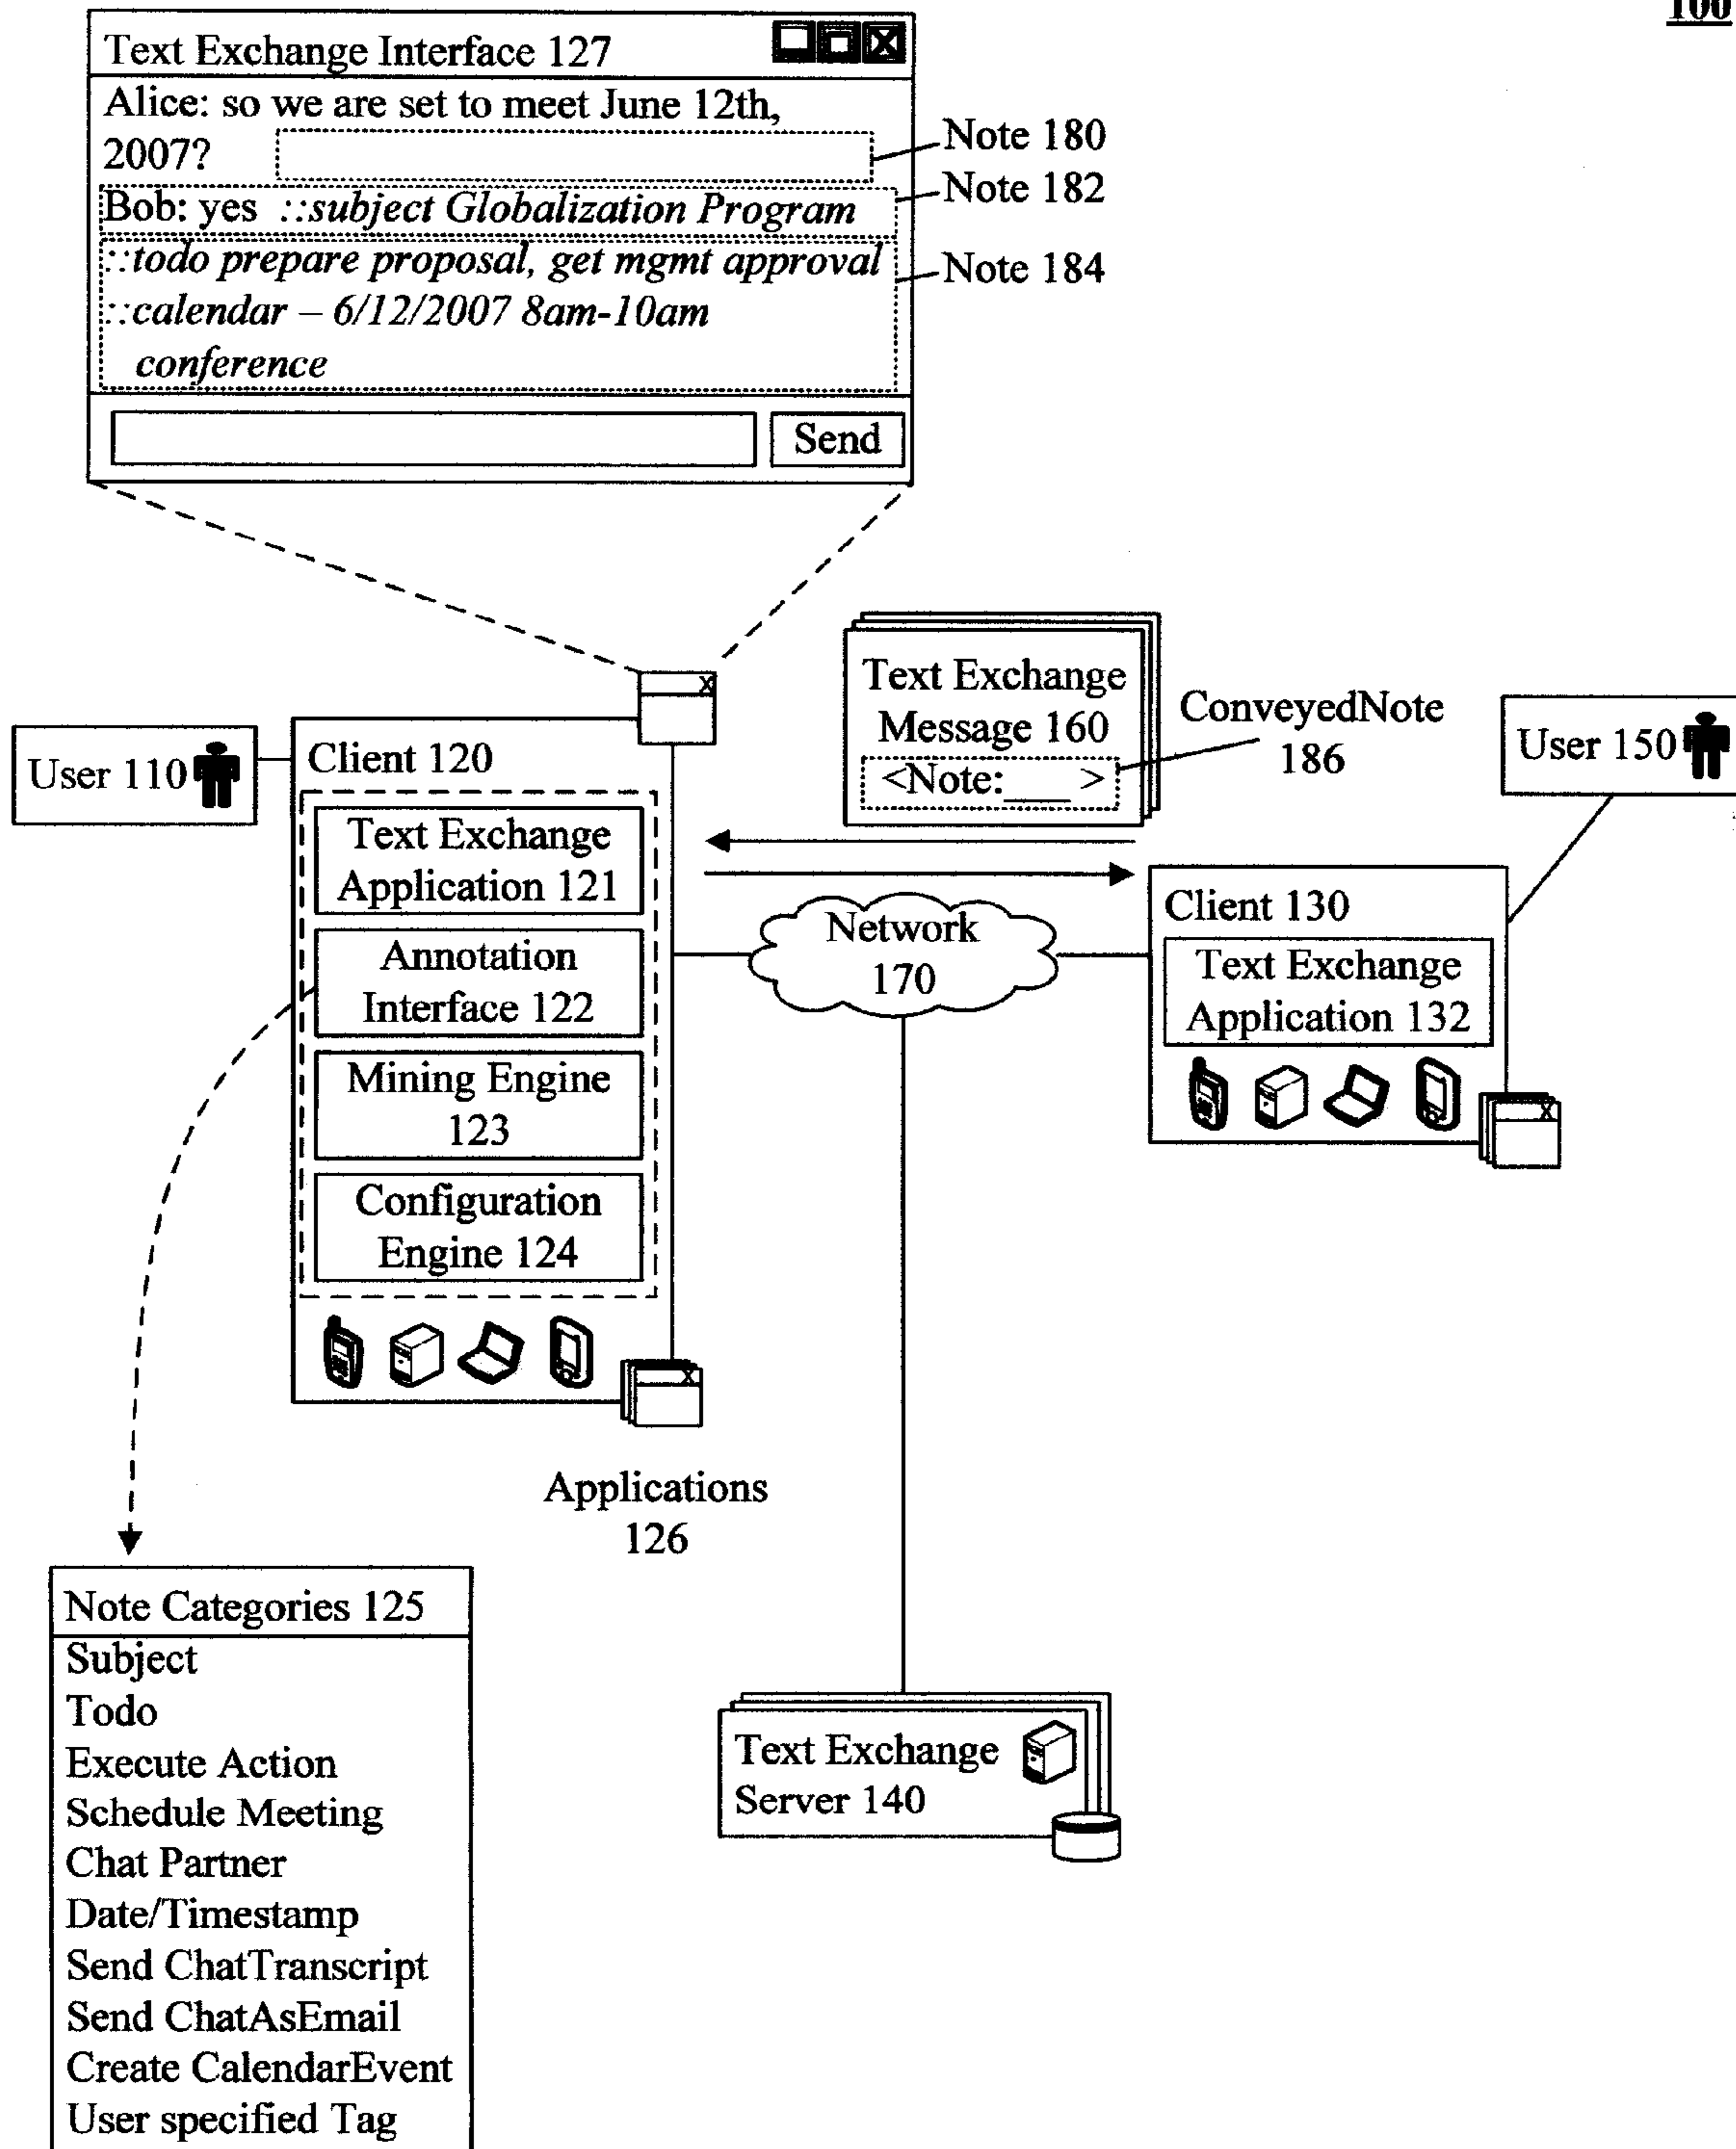 100
Text Exchange Interface 127
Alice: so we are set to meet June 12th,
2007?
Note 180
Bob: yes ::subject Globalization Program
Note 182
::todo prepare proposal, get mgmt approval
Note 184
::calendar – 6/12/2007 8am-10am
conference
Send
Text Exchange
Message 160
<Note:___ >
ConveyedNote
186
User 110
Client 120
X
Text Exchange
Application 121
Annotation
Interface 122
Mining Engine
123
Configuration
Engine 124
X
Applications
126
Network
170
User 150
Client 130
Text Exchange
Application 132
X
Text Exchange
Server 140
Note Categories 125
Subject
Todo
Execute Action
Schedule Meeting
Chat Partner
Date/Timestamp
Send ChatTranscript
Send ChatAsEmail
Create CalendarEvent
User specified Tag